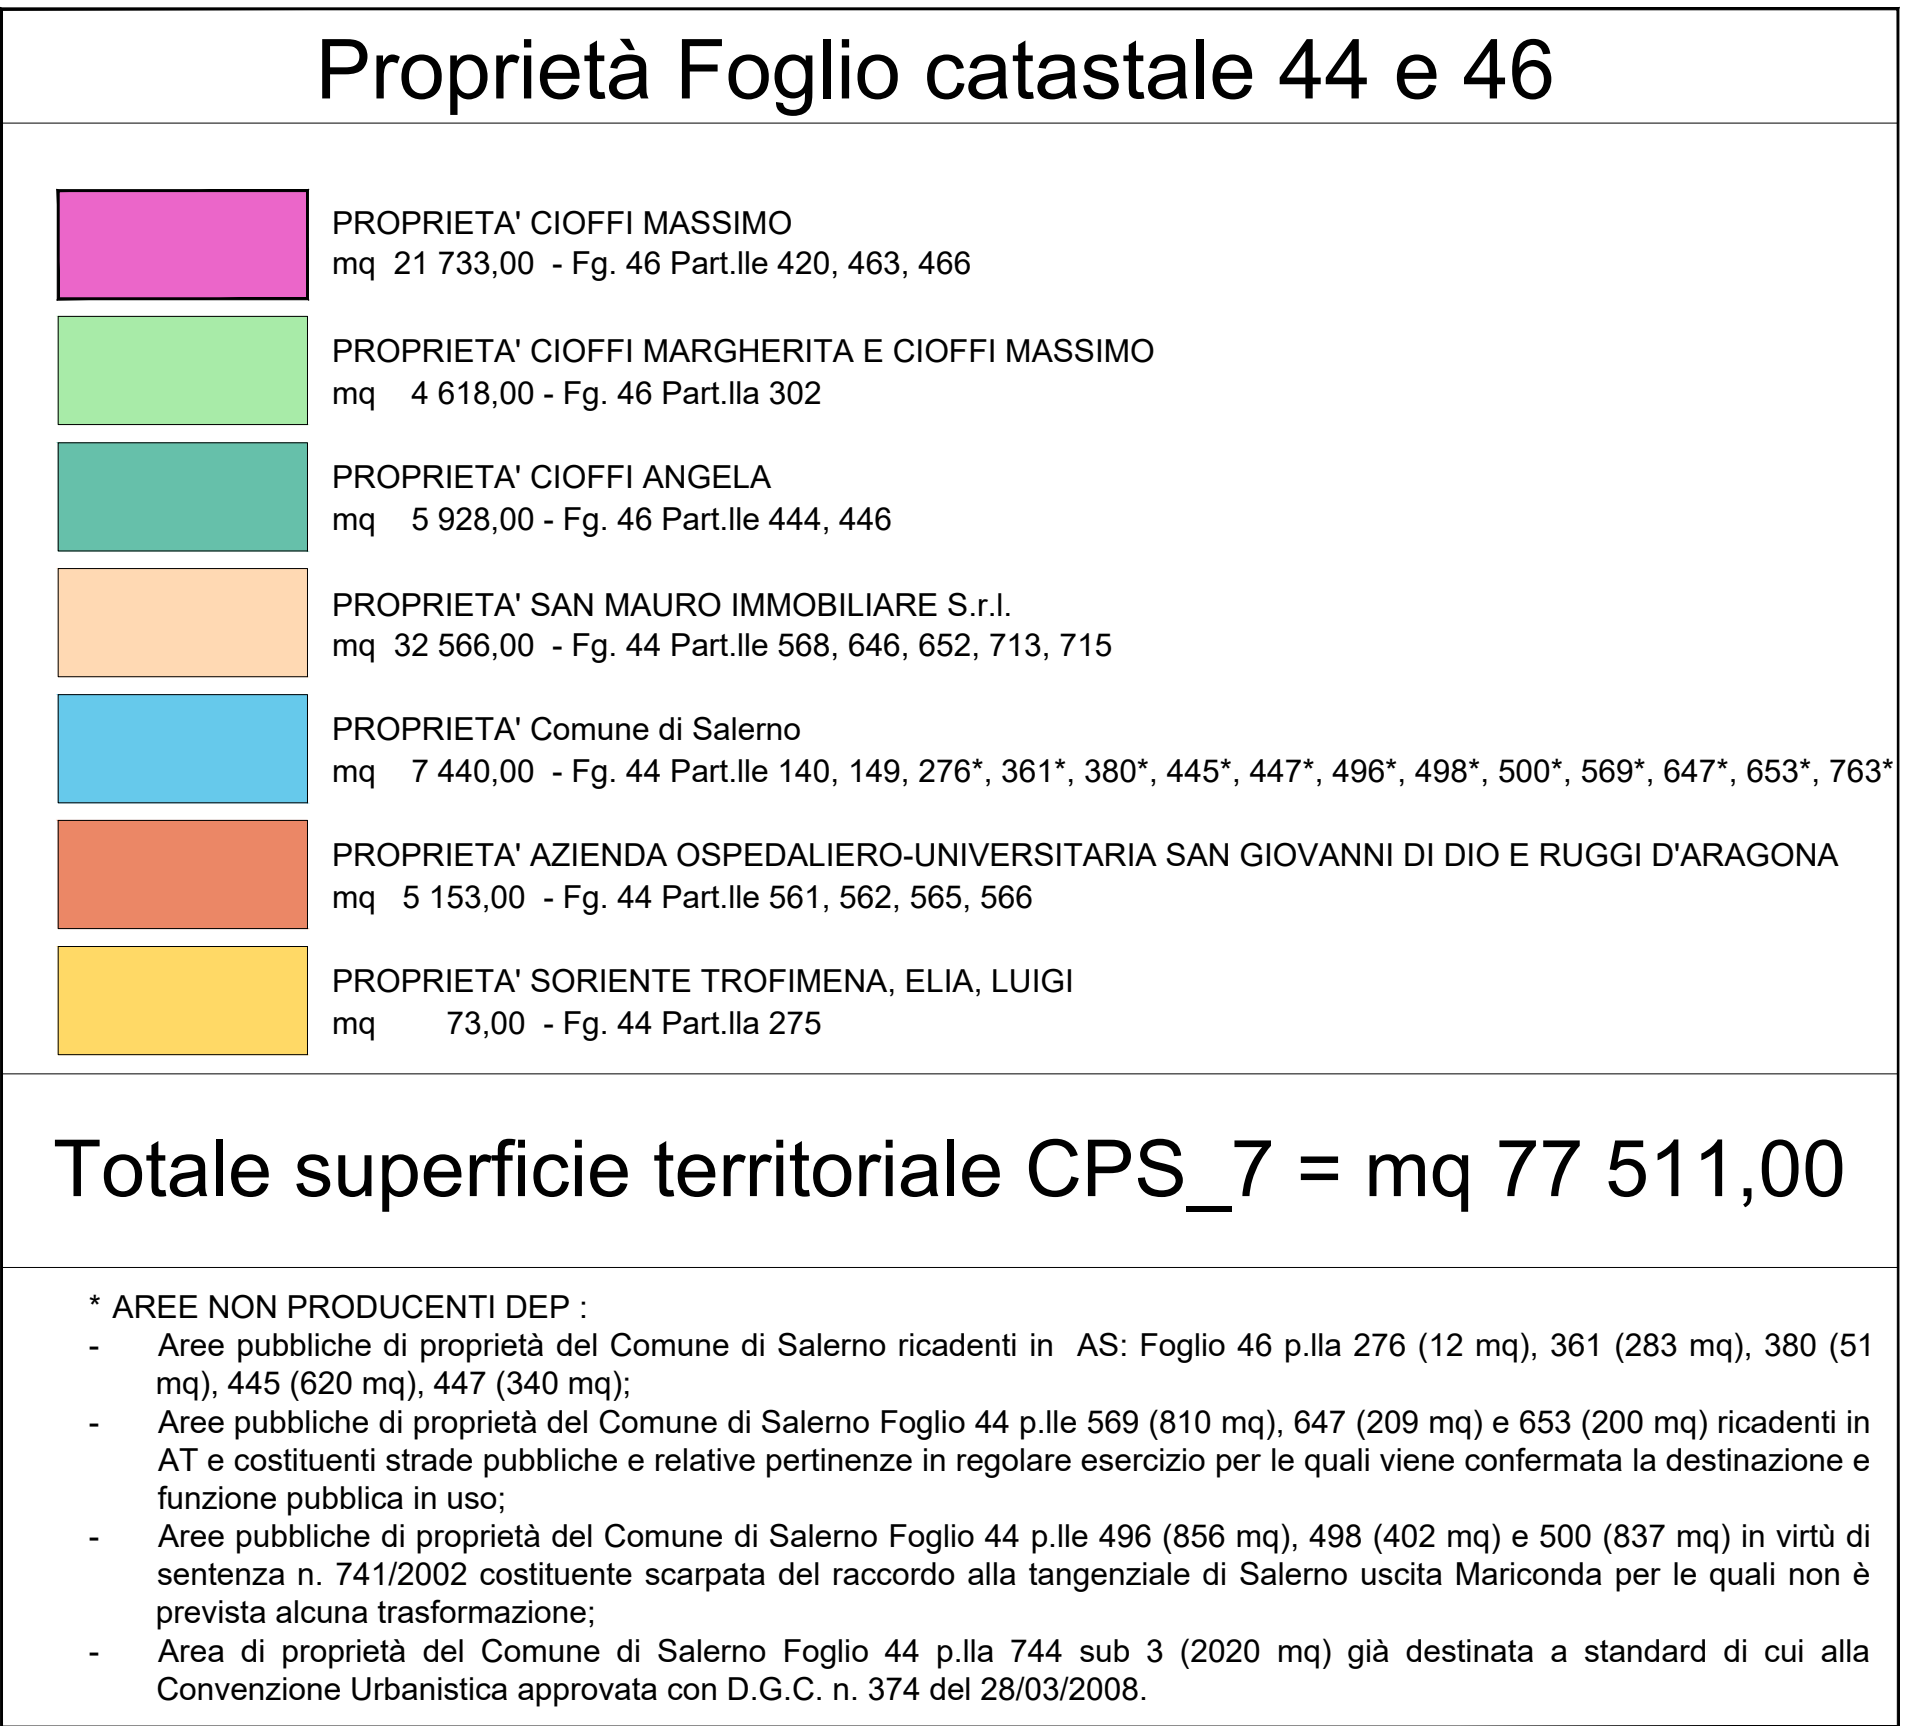 Proprietà Foglio catastale 44 e 46
PROPRIETA' CIOFFI MASSIMO
mq 21 733,00 - Fg. 46 Part.lle 420, 463, 466
PROPRIETA' CIOFFI MARGHERITA E CIOFFI MASSIMO
mq 4 618,00 - Fg. 46 Part.lla 302
PROPRIETA' CIOFFI ANGELA
mq 5 928,00 - Fg. 46 Part.lle 444, 446
PROPRIETA' SAN MAURO IMMOBILIARE S.r.l.
mq 32 566,00 - Fg. 44 Part.lle 568, 646, 652, 713, 715
PROPRIETA' Comune di Salerno
mq 7 440,00 - Fg. 44 Part.lle 140, 149, 276*, 361*, 380*, 445*, 447*, 496*, 498*, 500*, 569*, 647*, 653*, 763*
PROPRIETA' AZIENDA OSPEDALIERO-UNIVERSITARIA SAN GIOVANNI DI DIO E RUGGI D'ARAGONA
mq 5 153,00 - Fg. 44 Part.lle 561, 562, 565, 566
PROPRIETA' SORIENTE TROFIMENA, ELIA, LUIGI
mq 73,00 - Fg. 44 Part.lla 275
Totale superficie territoriale CPS_7 = mq 77 511,00
* AREE NON PRODUCENTI DEP :
- Aree pubbliche di proprietà del Comune di Salerno ricadenti in AS: Foglio 46 p.lla 276 (12 mq), 361 (283 mq), 380 (51
mq), 445 (620 mq), 447 (340 mq);
- Aree pubbliche di proprietà del Comune di Salerno Foglio 44 p.lle 569 (810 mq), 647 (209 mq) e 653 (200 mq) ricadenti in
AT e costituenti strade pubbliche e relative pertinenze in regolare esercizio per le quali viene confermata la destinazione e
funzione pubblica in uso;
- Aree pubbliche di proprietà del Comune di Salerno Foglio 44 p.lle 496 (856 mq), 498 (402 mq) e 500 (837 mq) in virtù di
sentenza n. 741/2002 costituente scarpata del raccordo alla tangenziale di Salerno uscita Mariconda per le quali non è
prevista alcuna trasformazione;
- Area di proprietà del Comune di Salerno Foglio 44 p.lla 744 sub 3 (2020 mq) già destinata a standard di cui alla
Convenzione Urbanistica approvata con D.G.C. n. 374 del 28/03/2008.